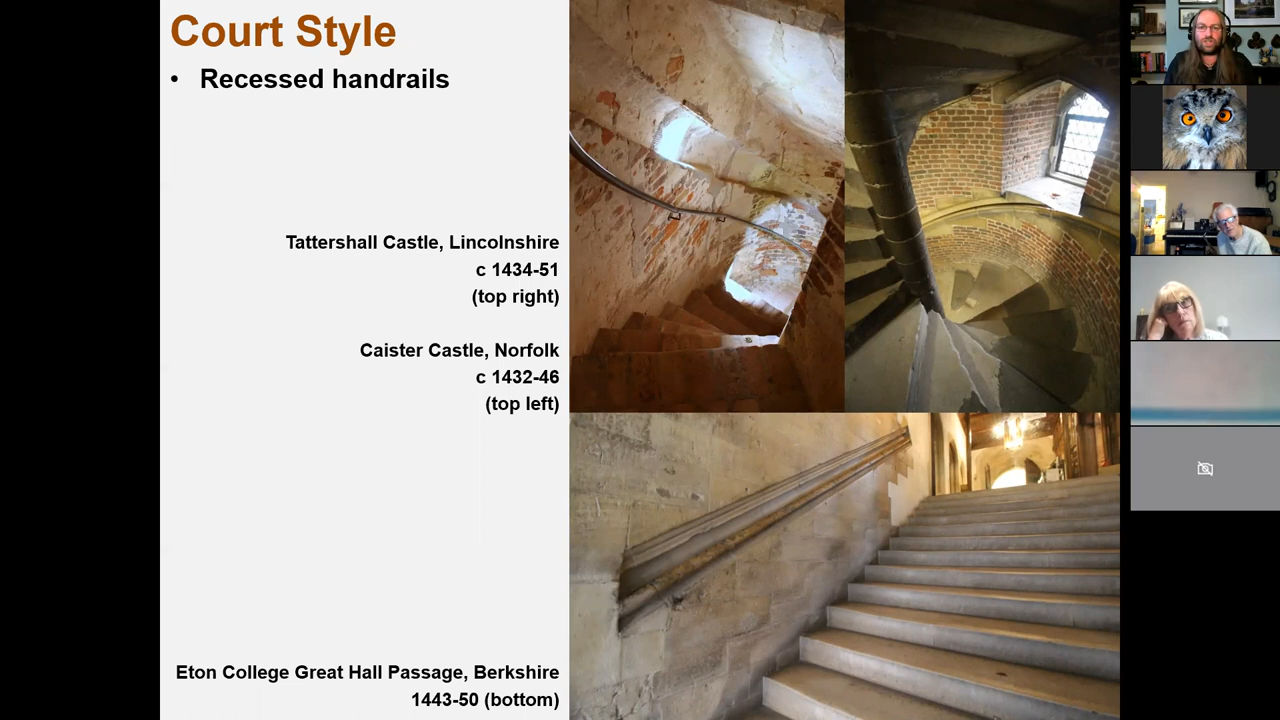 Court Style
• Recessed handrails
Tattershall Castle, Lincolnshire
c 1434-51
(top right)
Caister Castle, Norfolk
c 1432-46
(top left)
Eton College Great Hall Passage, Berkshire
1443-50 (bottom)